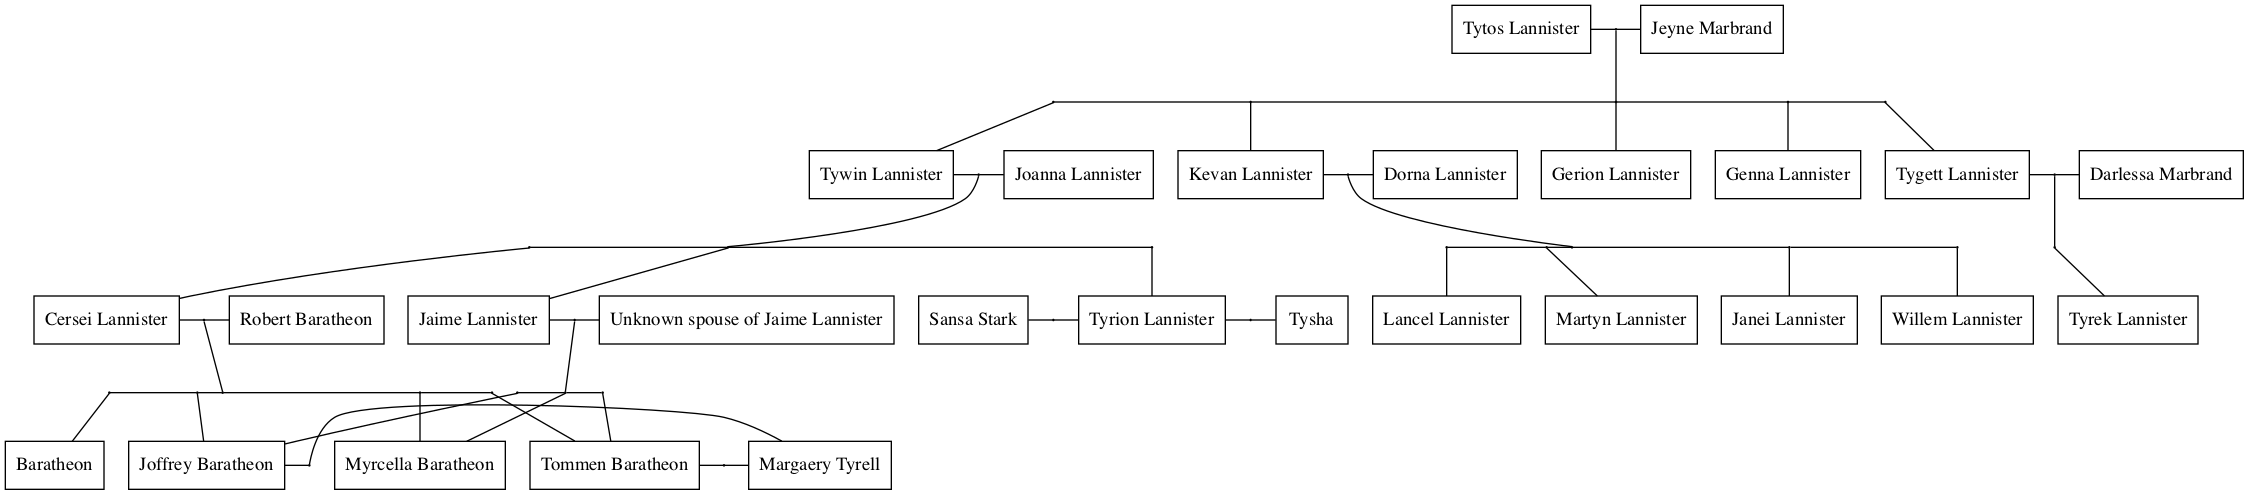 Tytos Lannister
Jeyne Marbrand
Tywin Lannister
Joanna Lannister
Kevan Lannister
Dorna Lannister
Gerion Lannister
Genna Lannister
Tygett Lannister
Darlessa Marbrand
Cersei Lannister
Robert Baratheon
Jaime Lannister
Unknown spouse of Jaime Lannister
Sansa Stark
Tyrion Lannister
Tysha
Lancel Lannister
Martyn Lannister
Janei Lannister
Willem Lannister
Tyrek Lannister
Baratheon
Joffrey Baratheon
Myrcella Baratheon
Tommen Baratheon
Margaery Tyrell